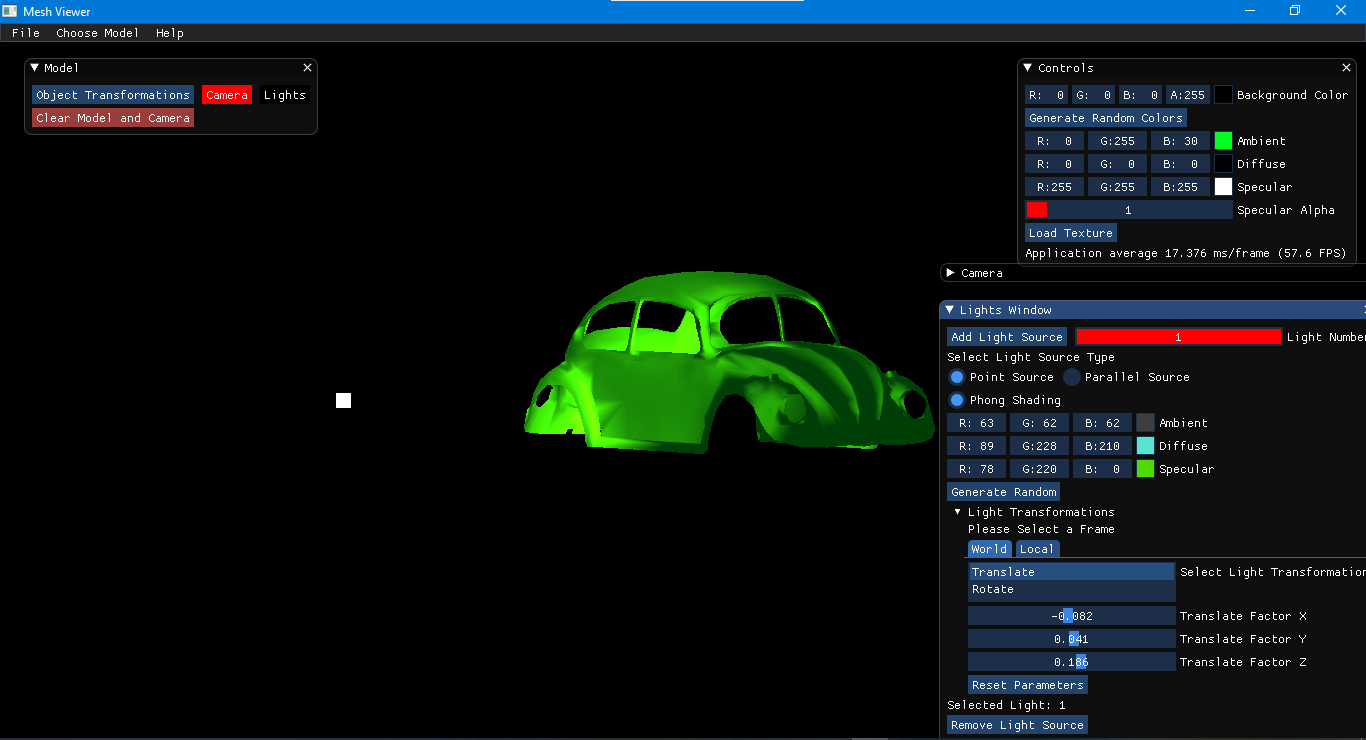 Mesh Viewer
File Choose Model Help
Model
Object Transformations Camera Lights
Clear Model and Camera
Controls
R: 0 G: 0 B: 0 A:255 Background Color
Generate Random Colors
R: 0 G:255 B: 30 Ambient
R: 0 G: 0 B: 0 Diffuse
R:255 G:255 B:255 Specular
1 Specular Alpha
Load Texture
Application average 17.376 ms/frame (57.6 FPS)
Camera
Lights Window
Add Light Source 1 Light Number
Select Light Source Type
Point Source Parallel Source
Phong Shading
R: 63 G: 62 B: 62 Ambient
R: 89 G:228 B:210 Diffuse
R: 78 G:220 B: 0 Specular
Generate Random
Light Transformations
Please Select a Frame
World Local
Translate Select Light Transformation
Rotate
-0.082 Translate Factor X
0.041 Translate Factor Y
0.186 Translate Factor Z
Reset Parameters
Selected Light: 1
Remove Light Source